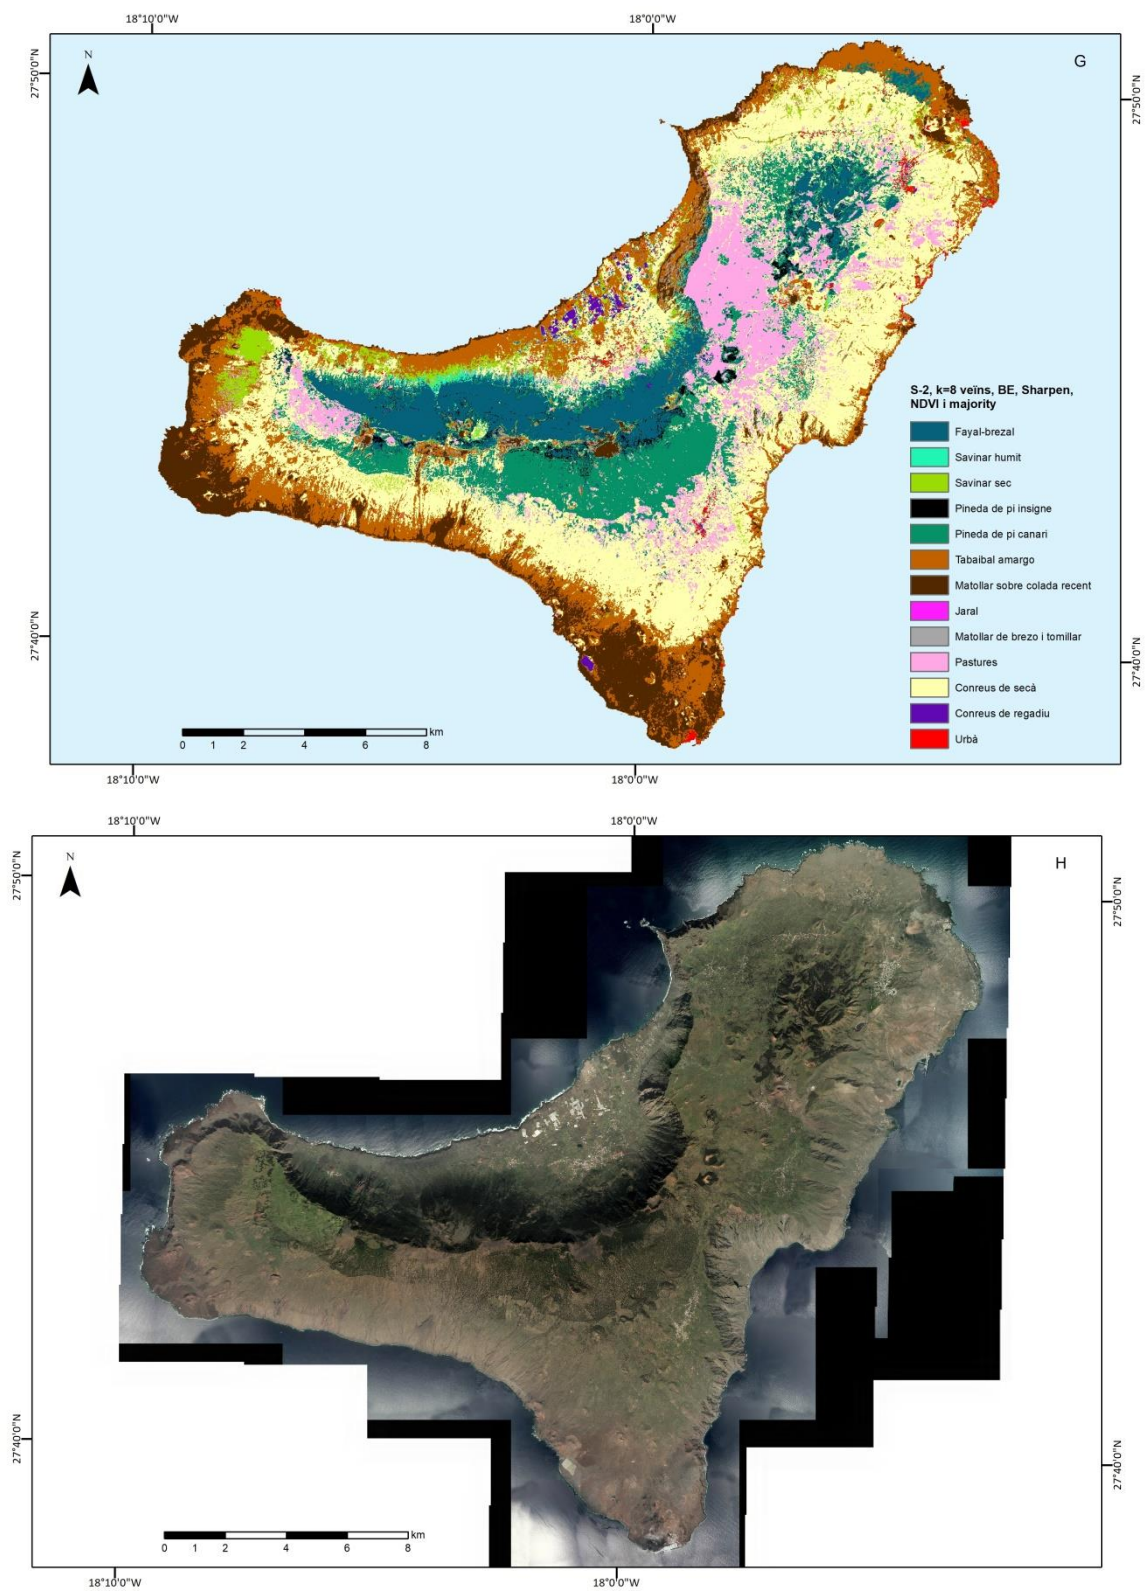 18°10'0"W
18°0'0"W
N
G
27°50'0"N
27°50'0"N
S-2, k=8 veïns, BE, Sharpen,
NDVI i majority
Fayal-brezal
Savinar humit
Savinar sec
Pineda de pi insigne
Pineda de pi canari
Tabaibal amargo
Matollar sobre colada recent
Jaral
Matollar de brezo i tomillar
Pastures
Conreus de secà
Conreus de regadiu
Urbà
27°40'0"N
27°40'0"N
km
0 2 4 6 8
18°10'0"W
18°0'0"W
18°10'0"W
18°0'0"W
N
H
27°50'0"N
27°50'0"N
27°40'0"N
27°40'0"N
km
0 2 4 6 8
18°10'0"W
18°0'0"W